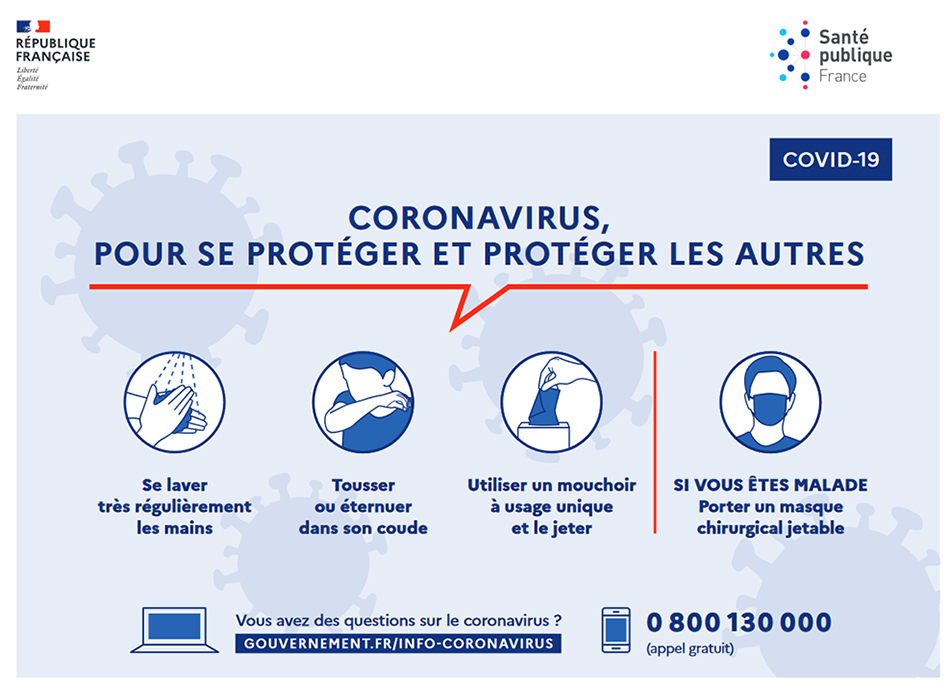 RÉPUBLIQUE
FRANÇAISE
Liberté
Égalité
Fraternité
Santé
publique
France
COVID-19
CORONAVIRUS,
POUR SE PROTÉGER ET PROTÉGER LES AUTRES
Se laver
très régulièrement
les mains
Tousser
ou éternuer
dans son coude
Utiliser un mouchoir
à usage unique
et le jeter
SI VOUS ÊTES MALADE
Porter un masque
chirurgical jetable
Vous avez des questions sur le coronavirus ?
GOUVERNEMENT.FR/INFO-CORONAVIRUS
0 800 130 000
(appel gratuit)